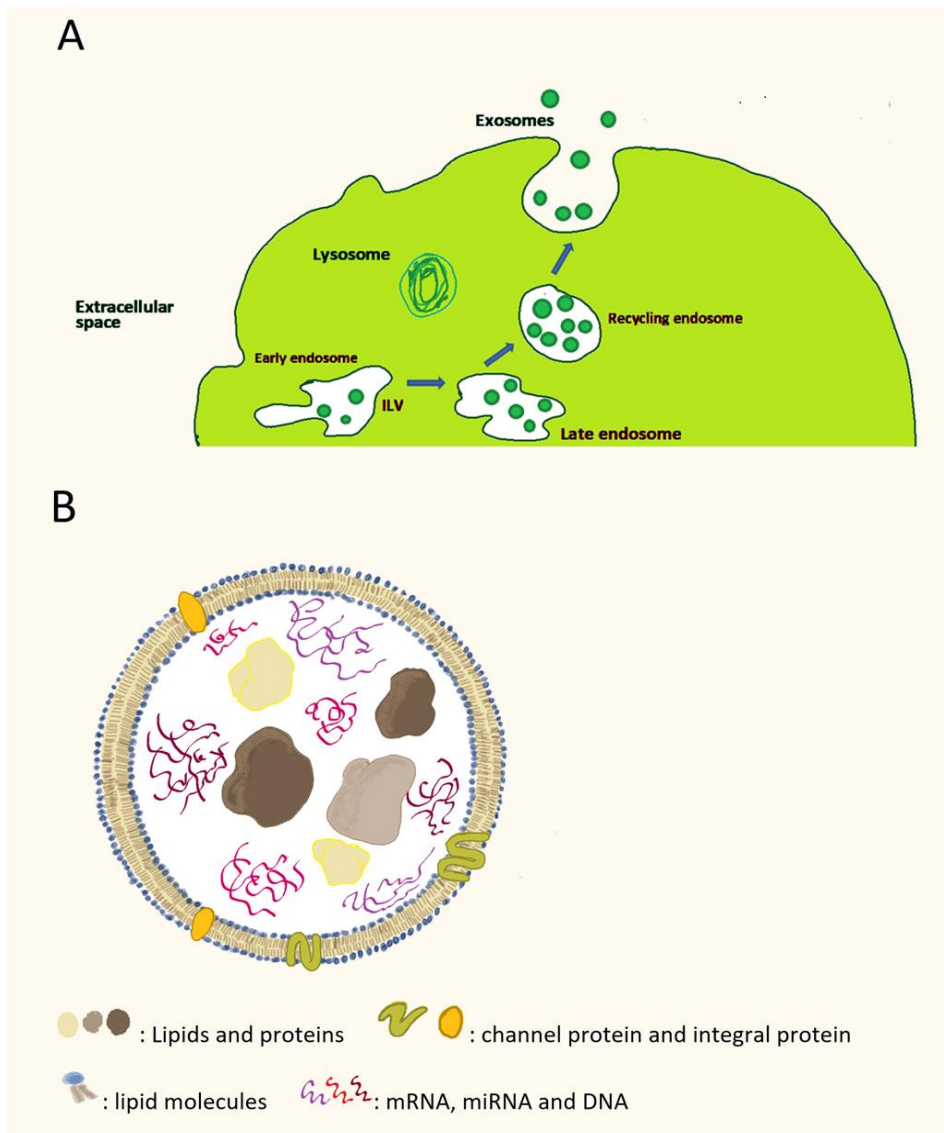 A
Exosomes
Lysosome
Extracellular
space
Recycling endosome
Early endosome
ILV
Late endosome
B
: Lipids and proteins
: channel protein and integral protein
: lipid molecules
: mRNA, miRNA and DNA